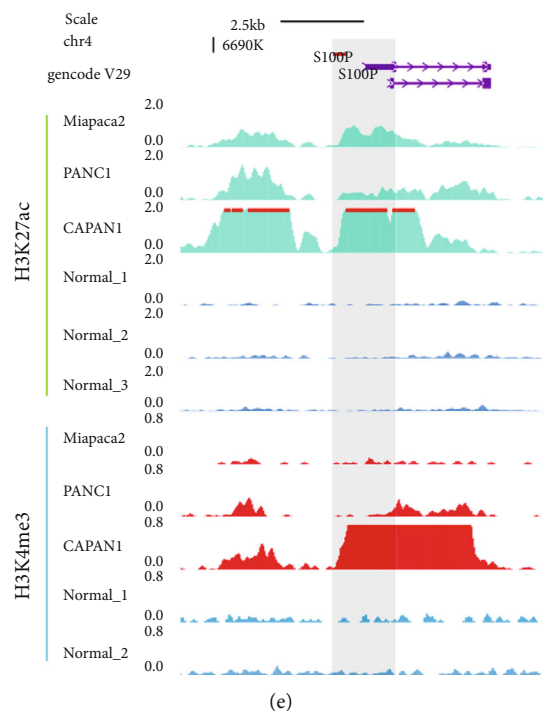 Scale
2.5kb
chr4
6690K
S100P
gencode V29
S100P
H3K27ac
2.0
Miapaca2
0.0
2.0
PANC1
0.0
2.0
CAPAN1
0.0
2.0
Normal_1
0.0
2.0
Normal_2
0.0
2.0
Normal_3
0.0
H3K4me3
0.8
Miapaca2
0.0
0.8
PANC1
0.0
0.8
CAPAN1
0.0
0.8
Normal_1
0.0
0.8
Normal_2
0.0
(e)